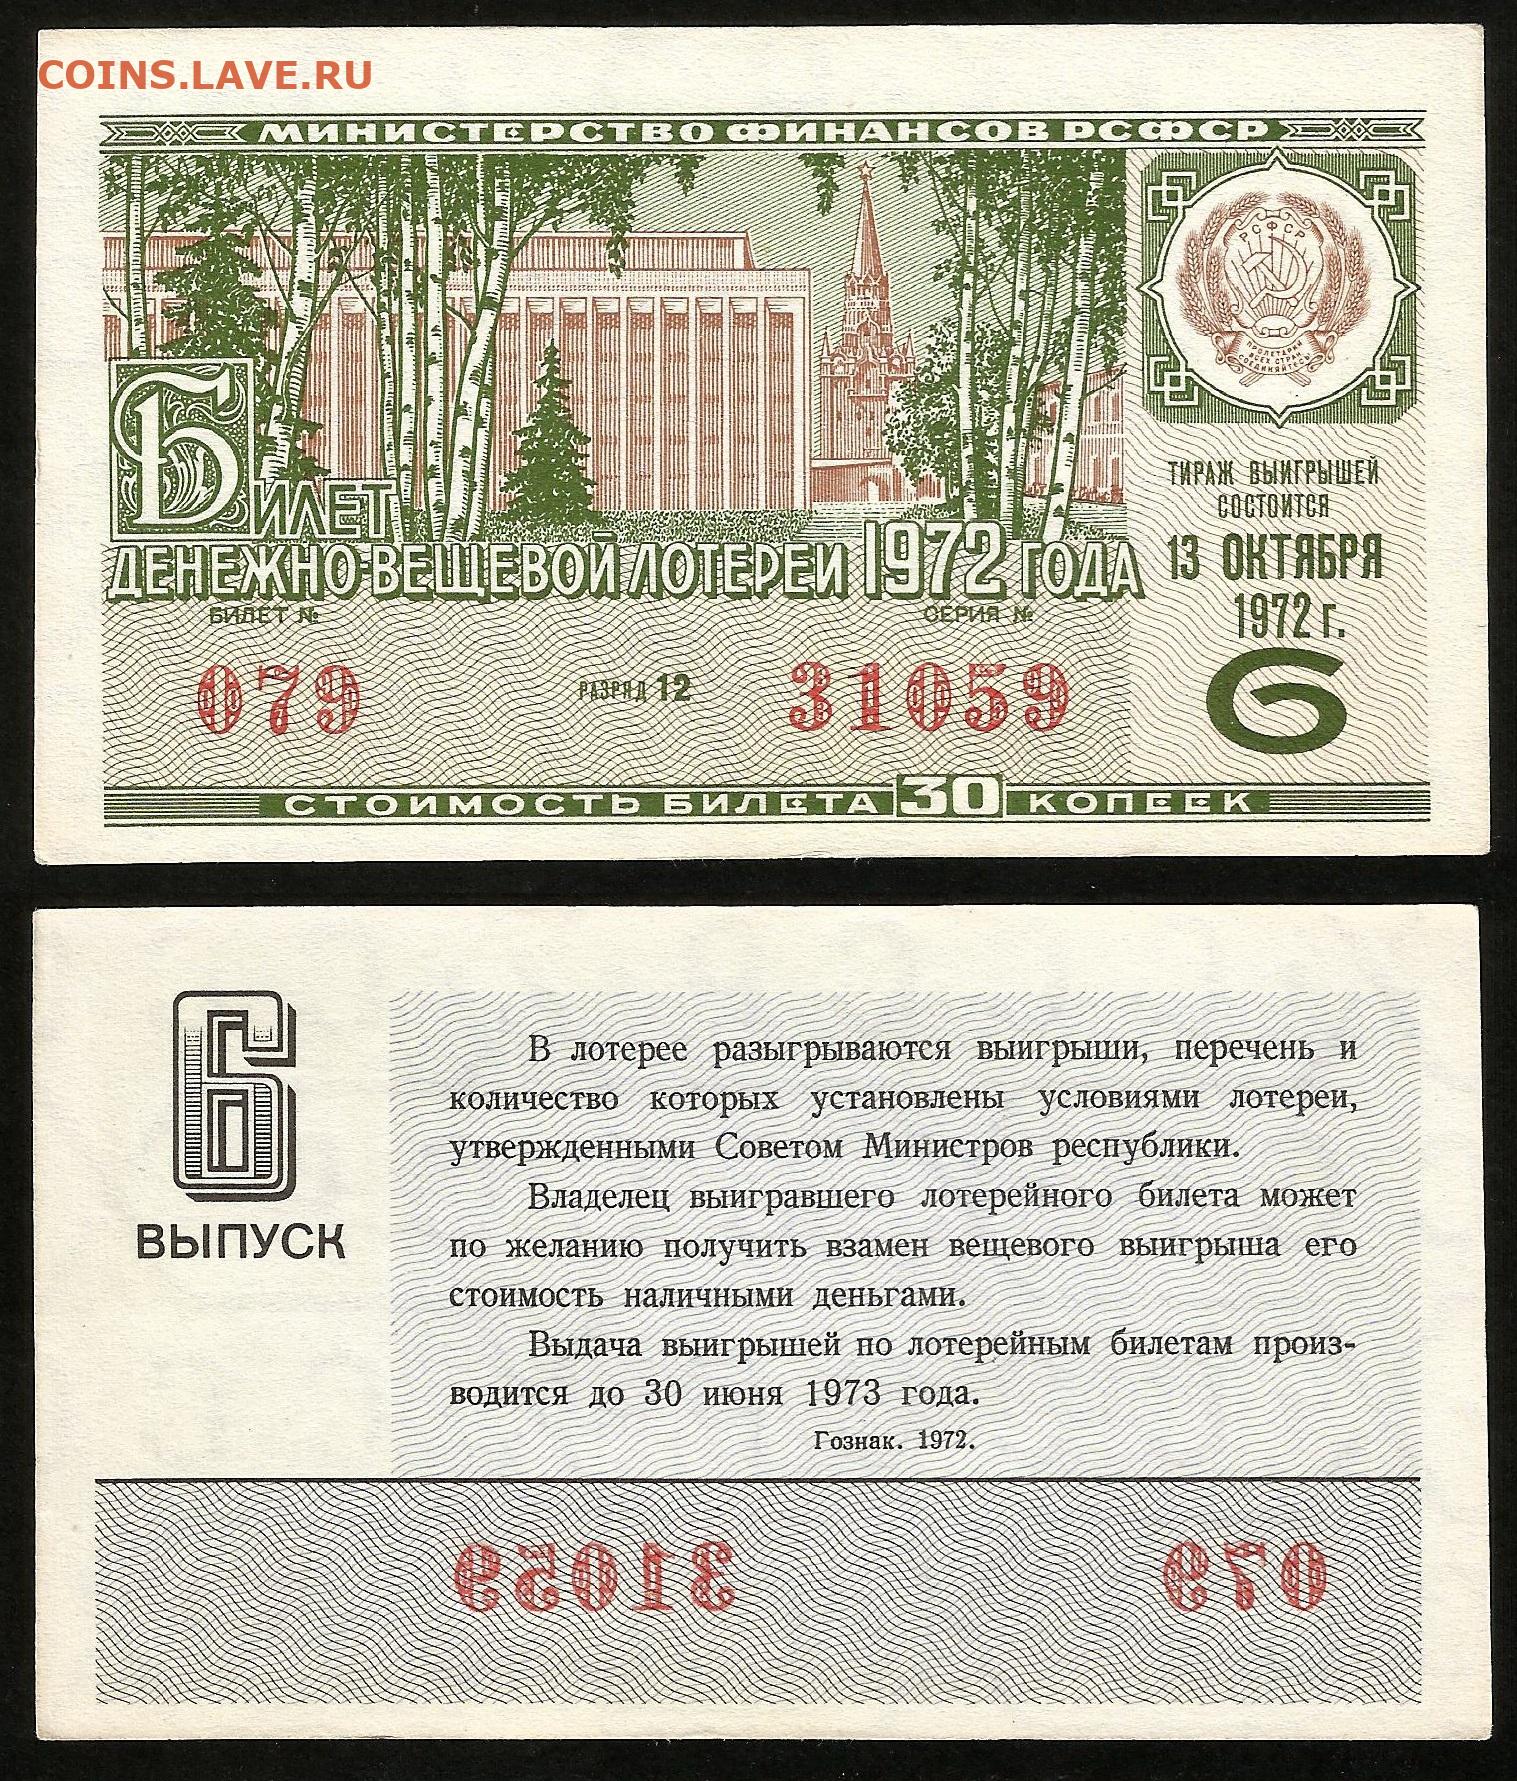 COINS.LAVE.RU
МИНИСТЕРСТВО ФИНАНСОВ РСФСР
РСФСР
ПРОЛЕТАРИИ
ВСЕХ СТРАН
СОЕДИНЯЙТЕСЬ
БИЛЕТ
ДЕНЕЖНО-ВЕЩЕВОЙ ЛОТЕРЕИ 1972 ГОДА
ТИРАЖ ВЫИГРЫШЕЙ
СОСТОИТСЯ
13 ОКТЯБРЯ
1972 г.
6
БИЛЕТ №
СЕРИЯ №
079
РАЗРЯД 12
31059
СТОИМОСТЬ БИЛЕТА 30 КОПЕЕК
6
ВЫПУСК
В лотерее разыгрываются выигрыши, перечень и
количество которых установлены условиями лотереи,
утвержденными Советом Министров республики.
Владелец выигравшего лотерейного билета может
по желанию получить взамен вещевого выигрыша его
стоимость наличными деньгами.
Выдача выигрышей по лотерейным билетам произ-
водится до 30 июня 1973 года.
Гознак. 1972.
31059
079